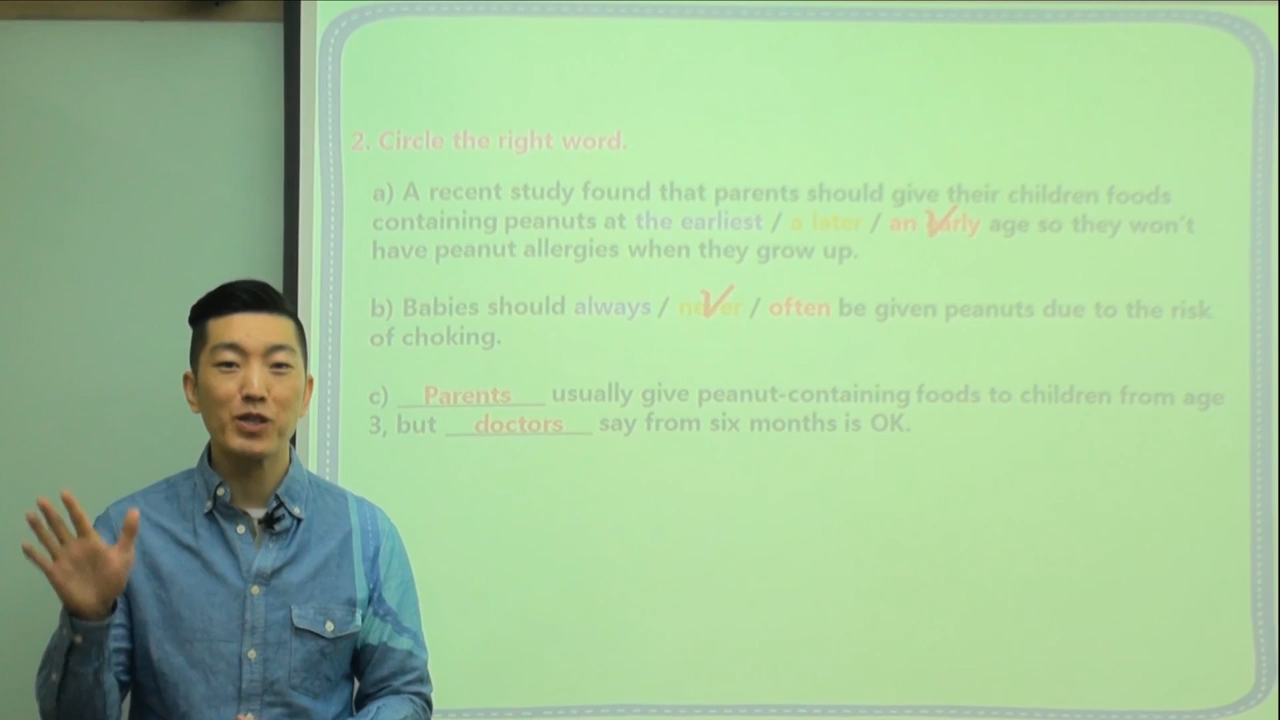 2. Circle the right word.
a) A recent study found that parents should give their children foods
containing peanuts at the earliest / a later / an early age so they won't
have peanut allergies when they grow up.
b) Babies should always / never / often be given peanuts due to the risk
of choking.
c) Parents usually give peanut-containing foods to children from age
3, but doctors say from six months is OK.